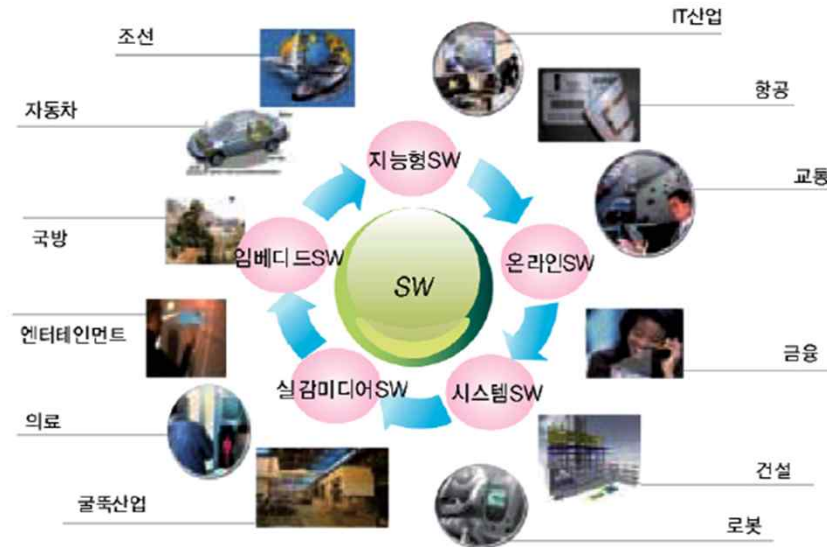 조선
IT산업
항공
자동차
지능형SW
교통
국방
임베디드SW
SW
온라인SW
엔터테인먼트
금융
실감미디어SW
시스템SW
의료
건설
굴뚝산업
로봇